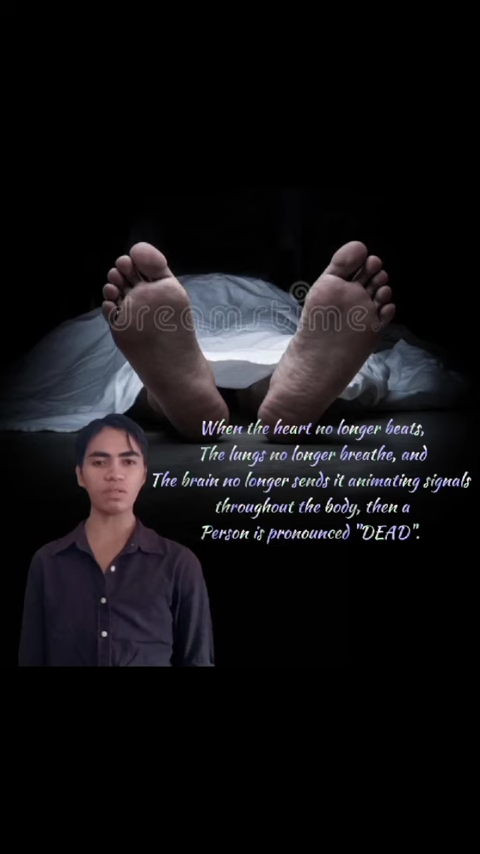 dreamstime
When the heart no longer beats,
The lungs no longer breathe, and
The brain no longer sends it animating signals
throughout the body, then a
Person is pronounced "DEAD".